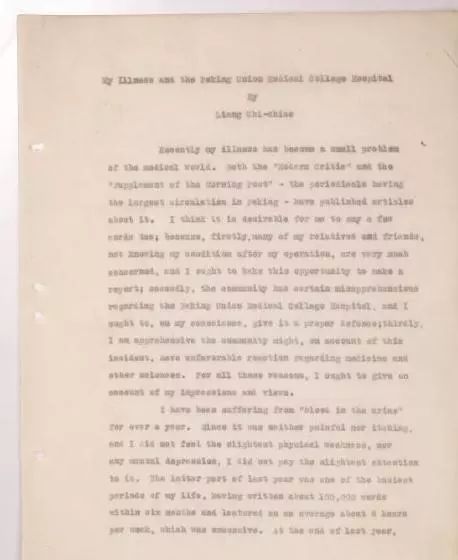 My Illness and the Peking Union Medical College Hospital
By
Liang Chi-chiao
Recently my illness has become a small problem
of the medical world. Both the "Modern Critic" and the
"Supplement of the Morning Post" - the periodicals having
the largest circulation in Peking - have published articles
about it. I think it is desirable for me to say a few
words too; because, firstly,many of my relatives and friends,
not knowing my condition after my operation, are very much
concerned, and I ought to take this opportunity to make a
report; secondly, the community has certain misapprehensions
regarding the Peking Union Medical College Hospital, and I
ought to, on my conscience, give it a proper defense;thirdly,
I am apprehensive the community might, on account of this
incident, have unfavorable reaction regarding medicine and
other sciences. For all these reasons, I ought to give an
account of my impressions and views.
I have been suffering from "blood in the urine"
for over a year. Since it was neither painful nor itching,
and I did not feel the slightest physical weakness, nor
any unusual depression, I did not pay the slightest attention
to it. The latter part of last year was one of the busiest
periods of my life, having written about 100,000 words
within six months and lectured on an average about 8 hours
per week, which was excessive. At the end of last year,